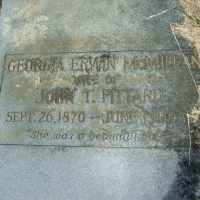 GEORGIA ERWIN
WIFE OF
JOHN T. PITTARD
SEPT. 26, 1870 — JUNE
"She was a beautiful